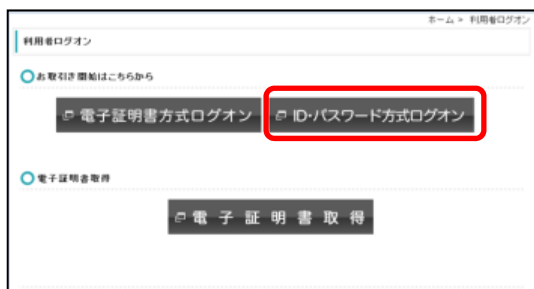 ホーム > 利用者ログオン
利用者ログオン
お取引き開始はこちらから
電子証明書方式ログオン
ID・パスワード方式ログオン
電子証明書取得
電子証明書取得